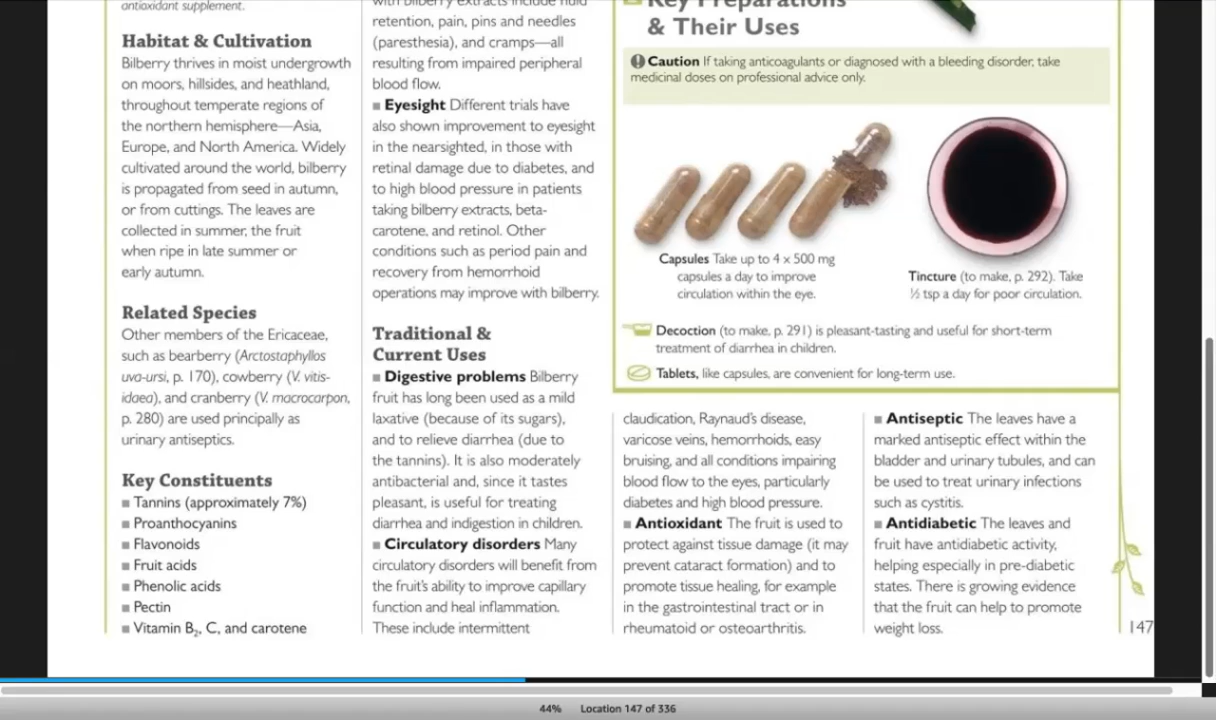 antioxidant supplement.
Habitat & Cultivation
Bilberry thrives in moist undergrowth
on moors, hillsides, and heathland,
throughout temperate regions of
the northern hemisphere—Asia,
Europe, and North America. Widely
cultivated around the world, bilberry
is propagated from seed in autumn,
or from cuttings. The leaves are
collected in summer, the fruit
when ripe in late summer or
early autumn.
Related Species
Other members of the Ericaceae,
such as bearberry (Arctostaphyllos
uva-ursi, p. 170), cowberry (V. vitis-
idaea), and cranberry (V. macrocarpon,
p. 280) are used principally as
urinary antiseptics.
Key Constituents
■ Tannins (approximately 7%)
■ Proanthocyanins
■ Flavonoids
■ Fruit acids
■ Phenolic acids
■ Pectin
■ Vitamin B₂, C, and carotene
with bilberry extracts include fluid
retention, pain, pins and needles
(paresthesia), and cramps—all
resulting from impaired peripheral
blood flow.
■ Eyesight Different trials have
also shown improvement to eyesight
in the nearsighted, in those with
retinal damage due to diabetes, and
to high blood pressure in patients
taking bilberry extracts, beta-
carotene, and retinol. Other
conditions such as period pain and
recovery from hemorrhoid
operations may improve with bilberry.
Traditional &
Current Uses
■ Digestive problems Bilberry
fruit has long been used as a mild
laxative (because of its sugars),
and to relieve diarrhea (due to
the tannins). It is also moderately
antibacterial and, since it tastes
pleasant, is useful for treating
diarrhea and indigestion in children.
■ Circulatory disorders Many
circulatory disorders will benefit from
the fruit's ability to improve capillary
function and heal inflammation.
These include intermittent
Key Preparations
& Their Uses
Caution If taking anticoagulants or diagnosed with a bleeding disorder, take
medicinal doses on professional advice only.
Capsules Take up to 4 x 500 mg
capsules a day to improve
circulation within the eye.
Tincture (to make, p. 292). Take
½ tsp a day for poor circulation.
Decoction (to make, p. 291) is pleasant-tasting and useful for short-term
treatment of diarrhea in children.
Tablets, like capsules, are convenient for long-term use.
claudication, Raynaud's disease,
varicose veins, hemorrhoids, easy
bruising, and all conditions impairing
blood flow to the eyes, particularly
diabetes and high blood pressure.
■ Antioxidant The fruit is used to
protect against tissue damage (it may
prevent cataract formation) and to
promote tissue healing, for example
in the gastrointestinal tract or in
rheumatoid or osteoarthritis.
■ Antiseptic The leaves have a
marked antiseptic effect within the
bladder and urinary tubules, and can
be used to treat urinary infections
such as cystitis.
■ Antidiabetic The leaves and
fruit have antidiabetic activity,
helping especially in pre-diabetic
states. There is growing evidence
that the fruit can help to promote
weight loss.
147
44% Location 147 of 336